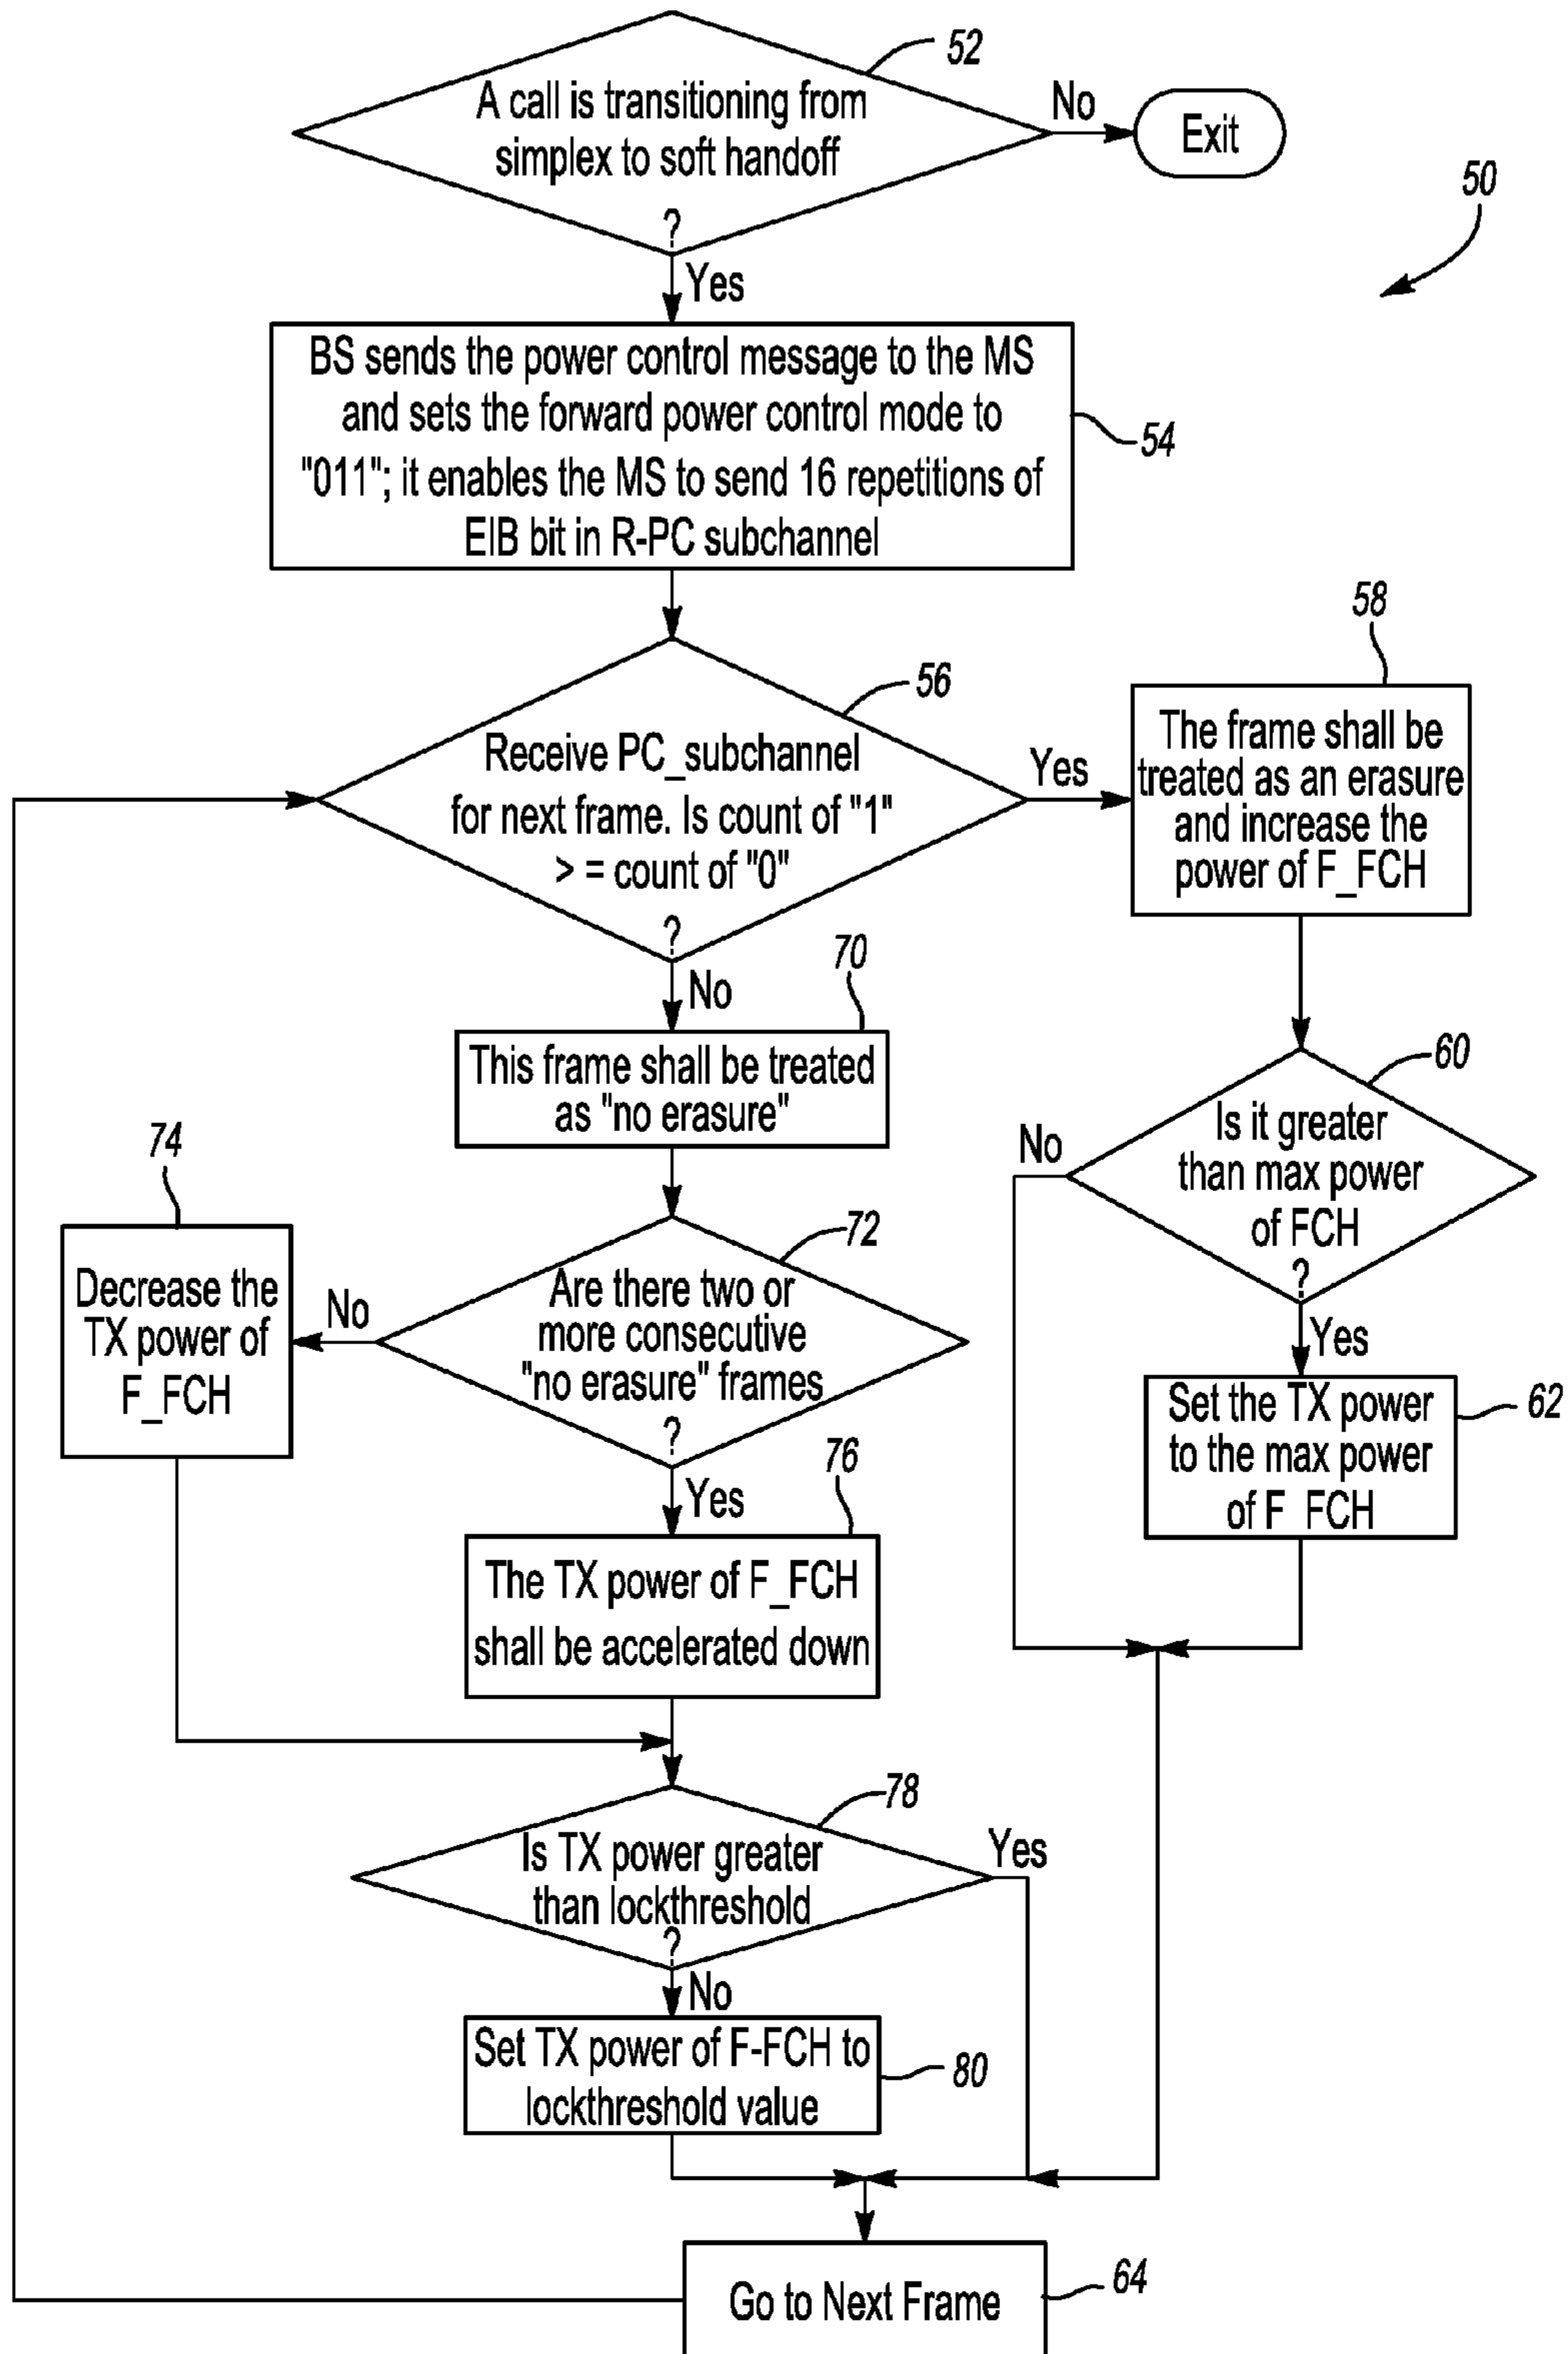 52
A call is transitioning from
simplex to soft handoff
?
No
Exit
50
Yes
BS sends the power control message to the MS
and sets the forward power control mode to
"011"; it enables the MS to send 16 repetitions of
EIB bit in R-PC subchannel
54
56
Receive PC_subchannel
for next frame. Is count of "1"
> = count of "0"
?
Yes
58
The frame shall be
treated as an erasure
and increase the
power of F_FCH
No
70
This frame shall be treated
as "no erasure"
60
Is it greater
than max power
of FCH
?
No
Yes
62
Set the TX power
to the max power
of F FCH
72
Are there two or
more consecutive
"no erasure" frames
?
No
74
Decrease the
TX power of
F_FCH
Yes
76
The TX power of F_FCH
shall be accelerated down
78
Is TX power greater
than lockthreshold
?
Yes
No
Set TX power of F-FCH to
lockthreshold value
80
Go to Next Frame
64